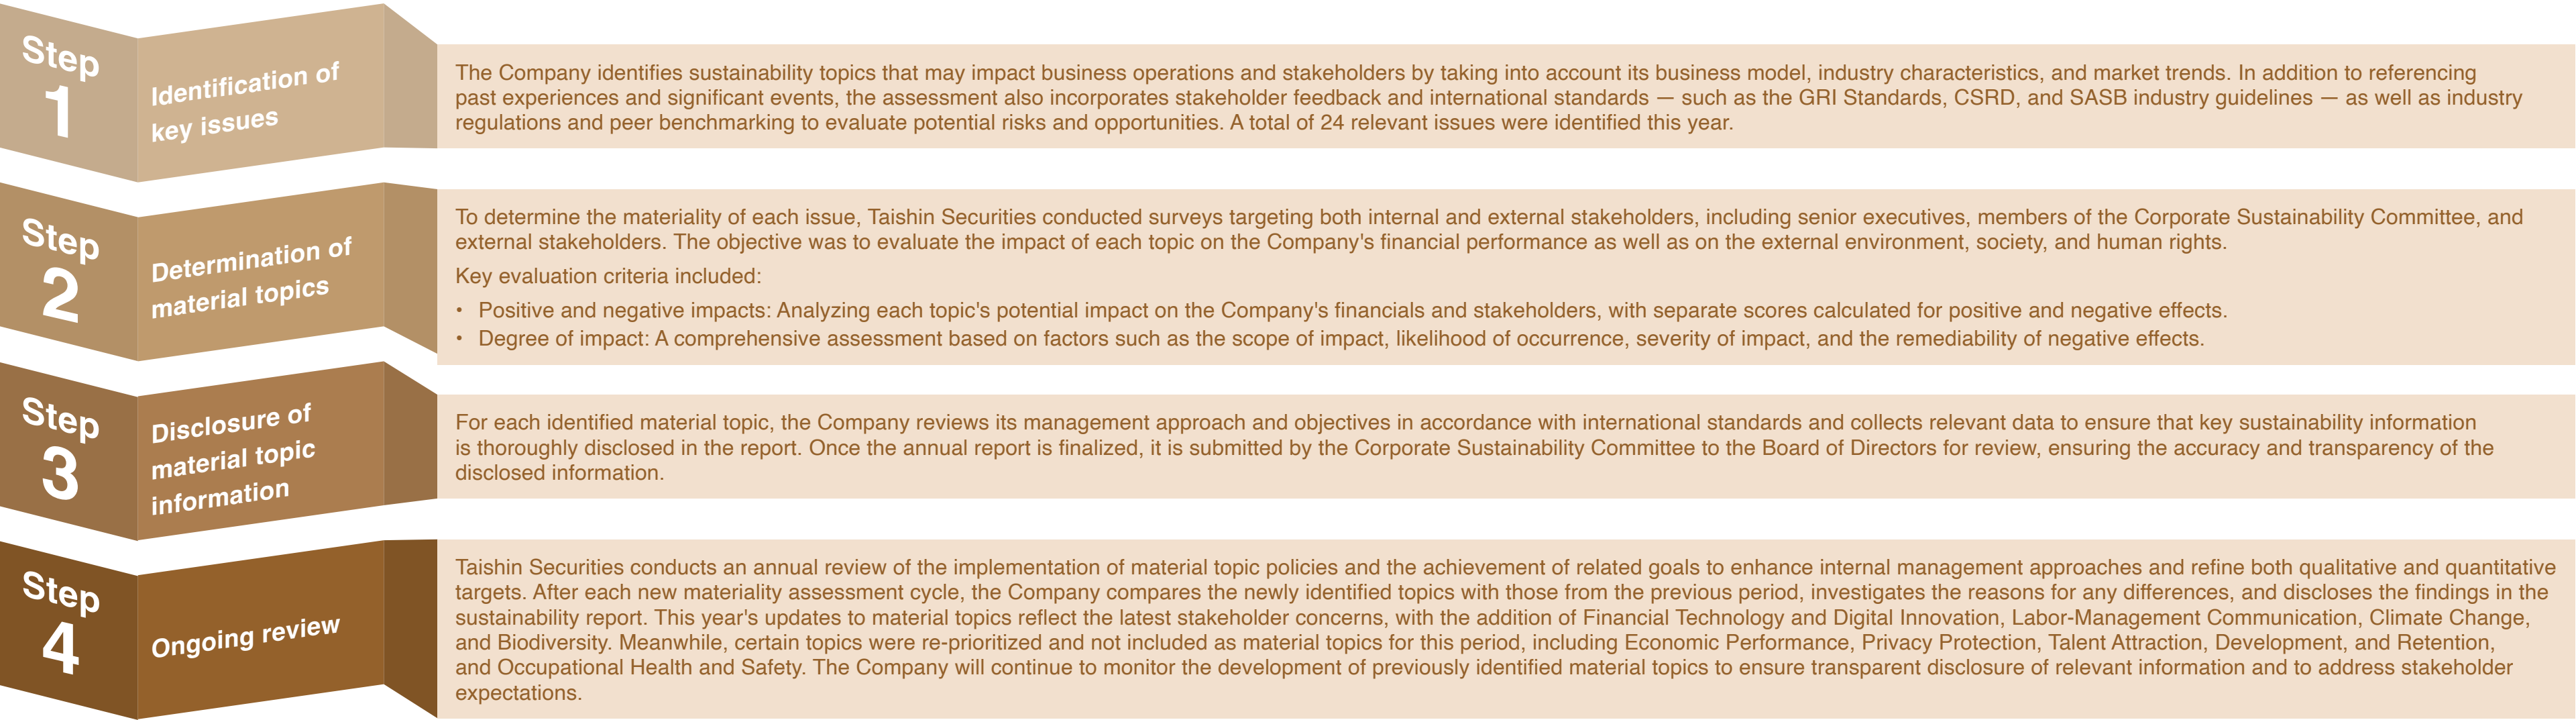 Step
1
Identification of
key issues
The Company identifies sustainability topics that may impact business operations and stakeholders by taking into account its business model, industry characteristics, and market trends. In addition to referencing
past experiences and significant events, the assessment also incorporates stakeholder feedback and international standards — such as the GRI Standards, CSRD, and SASB industry guidelines — as well as industry
regulations and peer benchmarking to evaluate potential risks and opportunities. A total of 24 relevant issues were identified this year.
Step
2
Determination of
material topics
To determine the materiality of each issue, Taishin Securities conducted surveys targeting both internal and external stakeholders, including senior executives, members of the Corporate Sustainability Committee, and
external stakeholders. The objective was to evaluate the impact of each topic on the Company's financial performance as well as on the external environment, society, and human rights.
Key evaluation criteria included:
• Positive and negative impacts: Analyzing each topic's potential impact on the Company's financials and stakeholders, with separate scores calculated for positive and negative effects.
• Degree of impact: A comprehensive assessment based on factors such as the scope of impact, likelihood of occurrence, severity of impact, and the remediability of negative effects.
Step
3
Disclosure of
material topic
information
For each identified material topic, the Company reviews its management approach and objectives in accordance with international standards and collects relevant data to ensure that key sustainability information
is thoroughly disclosed in the report. Once the annual report is finalized, it is submitted by the Corporate Sustainability Committee to the Board of Directors for review, ensuring the accuracy and transparency of the
disclosed information.
Step
4
Ongoing review
Taishin Securities conducts an annual review of the implementation of material topic policies and the achievement of related goals to enhance internal management approaches and refine both qualitative and quantitative
targets. After each new materiality assessment cycle, the Company compares the newly identified topics with those from the previous period, investigates the reasons for any differences, and discloses the findings in the
sustainability report. This year's updates to material topics reflect the latest stakeholder concerns, with the addition of Financial Technology and Digital Innovation, Labor-Management Communication, Climate Change,
and Biodiversity. Meanwhile, certain topics were re-prioritized and not included as material topics for this period, including Economic Performance, Privacy Protection, Talent Attraction, Development, and Retention,
and Occupational Health and Safety. The Company will continue to monitor the development of previously identified material topics to ensure transparent disclosure of relevant information and to address stakeholder
expectations.